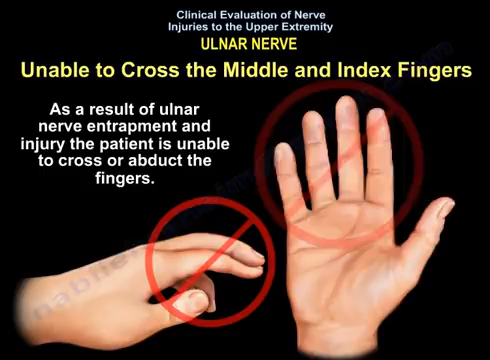 Clinical Evaluation of Nerve
Injuries to the Upper Extremity
ULNAR NERVE
Unable to Cross the Middle and Index Fingers
As a result of ulnar
nerve entrapment and
injury the patient is unable
to cross or abduct the
fingers.